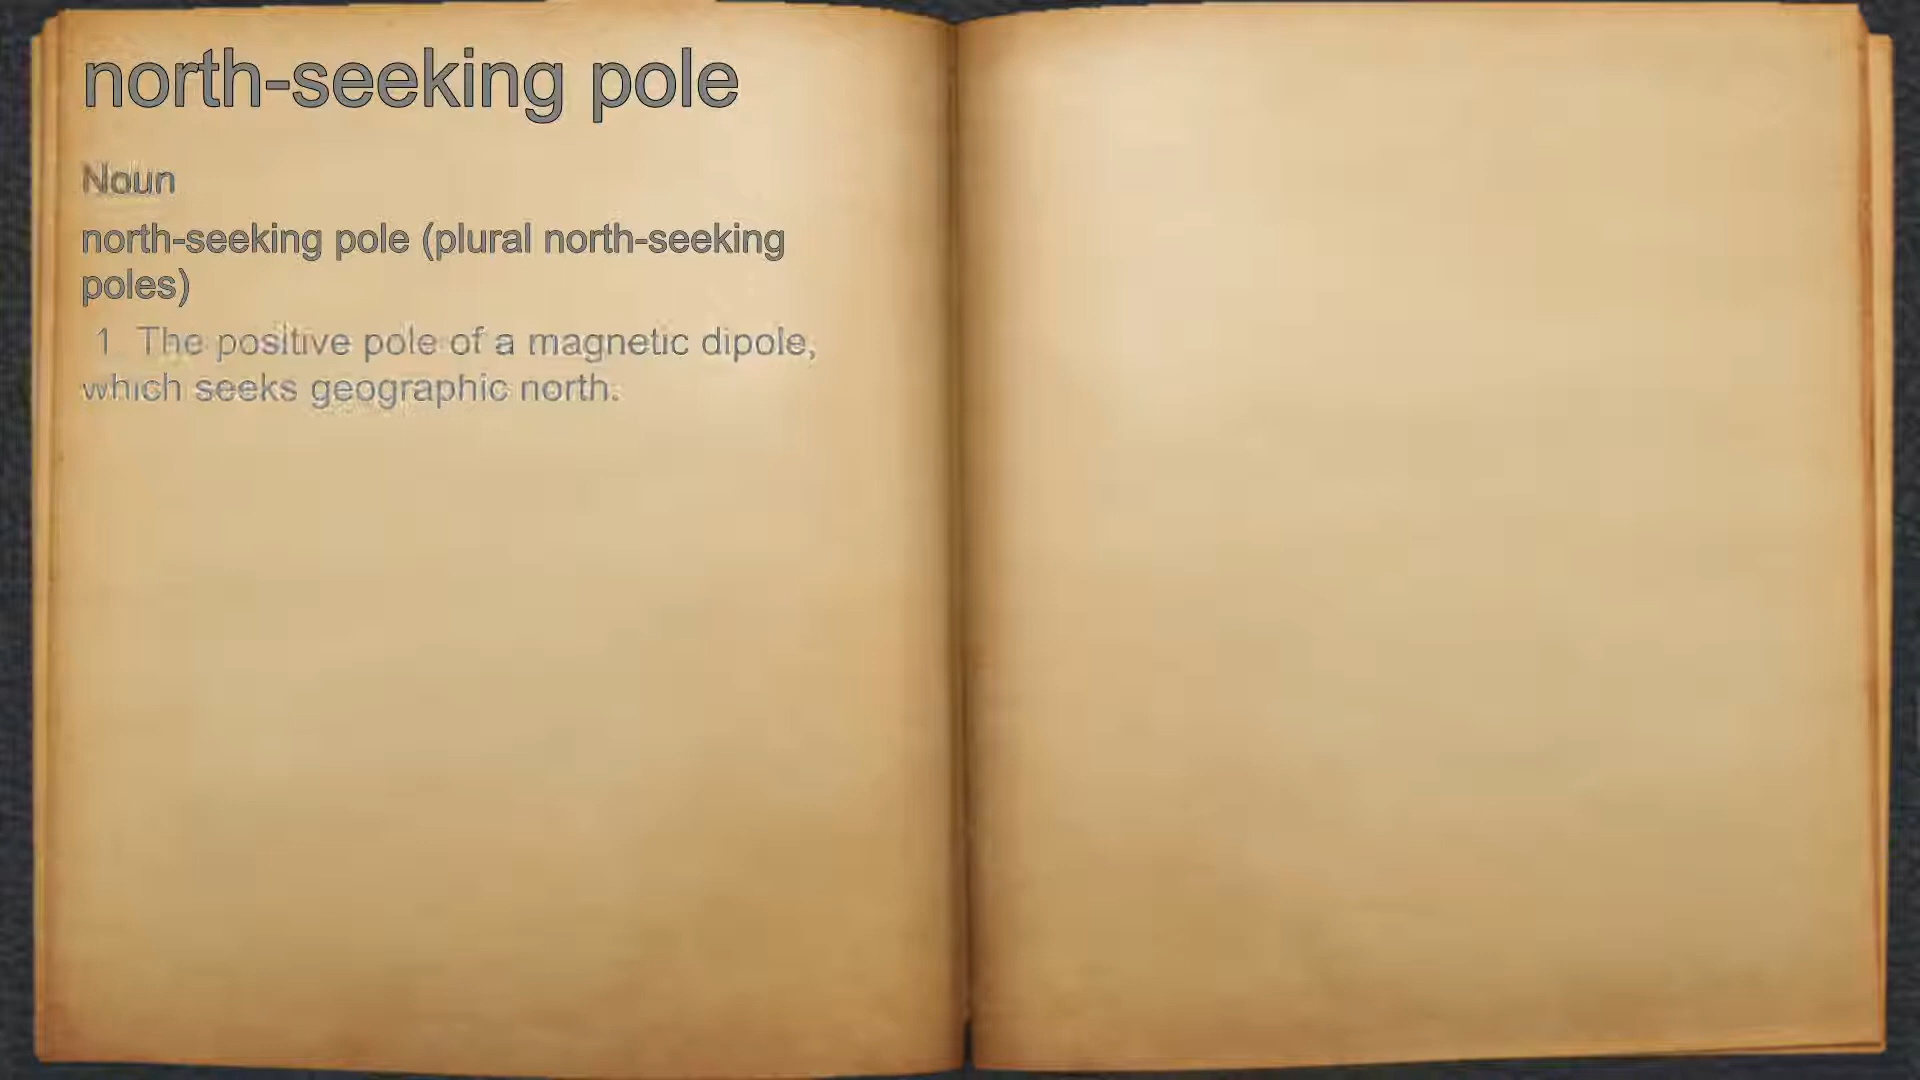 north-seeking pole
Noun
north-seeking pole (plural north-seeking
poles)
1 The positive pole of a magnetic dipole,
which seeks geographic north.